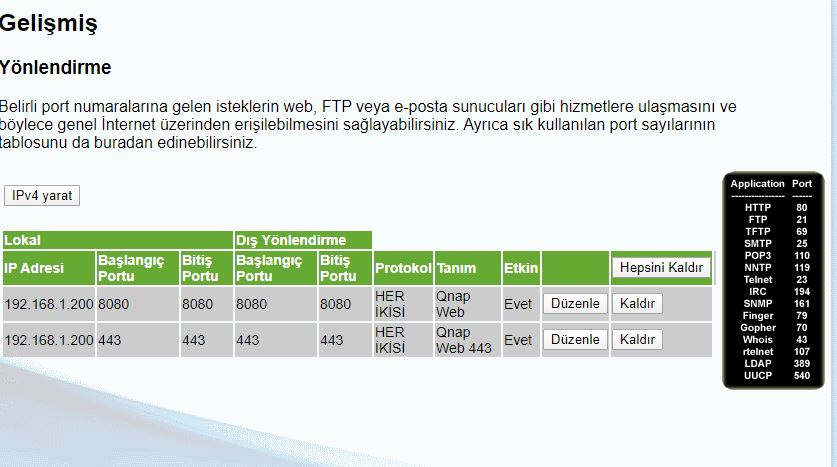 Gelişmiş
Yönlendirme
Belirli port numaralarına gelen isteklerin web, FTP veya e-posta sunucuları gibi hizmetlere ulaşmasını ve
böylece genel İnternet üzerinden erişilebilmesini sağlayabilirsiniz. Ayrıca sık kullanılan port sayılarının
tablosunu da buradan edinebilirsiniz.
IPv4 yarat
Lokal Dış Yönlendirme
IP Adresi Başlangıç Portu Bitiş Portu Başlangıç Portu Bitiş Portu Protokol Tanım Etkin Hepsini Kaldır
192.168.1.200 8080 8080 8080 8080 HER İKİSİ Qnap Web Evet Düzenle Kaldır
192.168.1.200 443 443 443 443 HER İKİSİ Qnap Web 443 Evet Düzenle Kaldır
Application Port
---------------- ------
HTTP 80
FTP 21
TFTP 69
SMTP 25
POP3 110
NNTP 119
Telnet 23
IRC 194
SNMP 161
Finger 79
Gopher 70
Whois 43
rtelnet 107
LDAP 389
UUCP 540